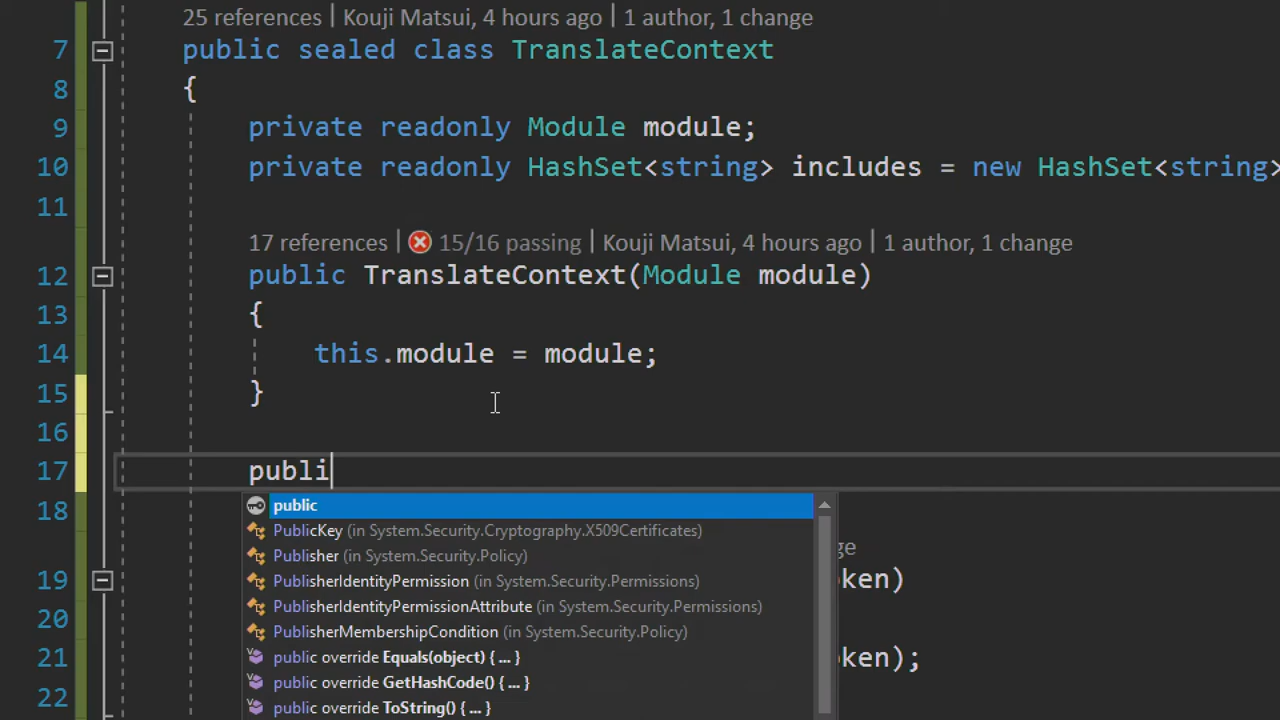 25 references | Kouji Matsui, 4 hours ago | 1 author, 1 change
7 public sealed class TranslateContext
8 {
9 private readonly Module module;
10 private readonly HashSet<string> includes = new HashSet<string>
11
17 references | 15/16 passing | Kouji Matsui, 4 hours ago | 1 author, 1 change
12 public TranslateContext(Module module)
13 {
14 this.module = module;
15 }
16
17 publi
18 public
PublicKey (in System.Security.Cryptography.X509Certificates)
Publisher (in System.Security.Policy) ge
19 PublisherIdentityPermission (in System.Security.Permissions) oken)
20 PublisherIdentityPermissionAttribute (in System.Security.Permissions)
PublisherMembershipCondition (in System.Security.Policy)
21 public override Equals(object) { ... } oken);
22 public override GetHashCode() { ... }
public override ToString() { ... }